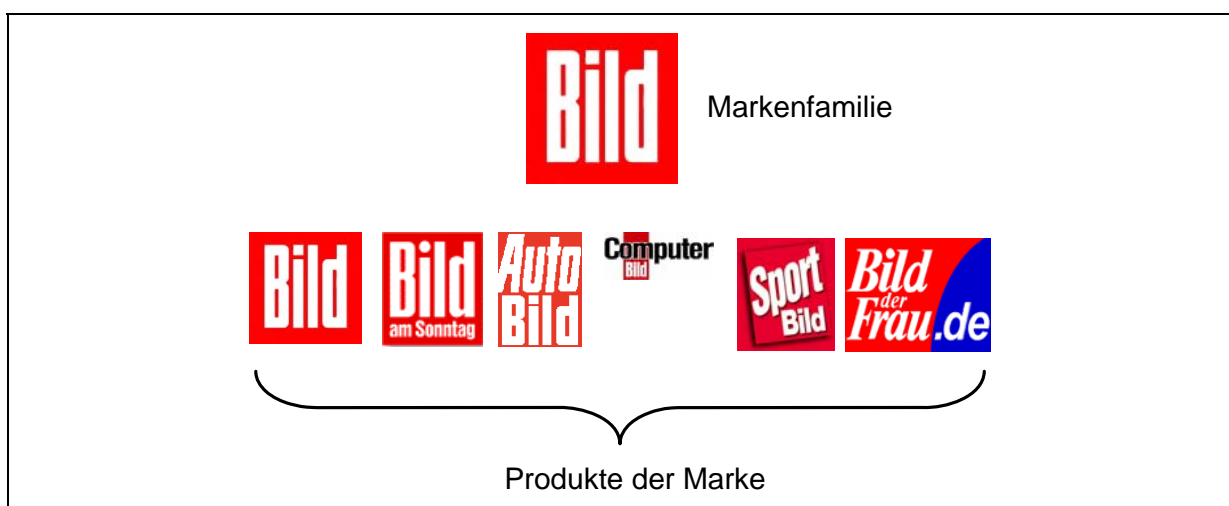 Bild
Markenfamilie
Bild
Bild
am Sonntag
Auto
Bild
Computer
Bild
Sport
Bild
Bild
der
Frau.de
Produkte der Marke